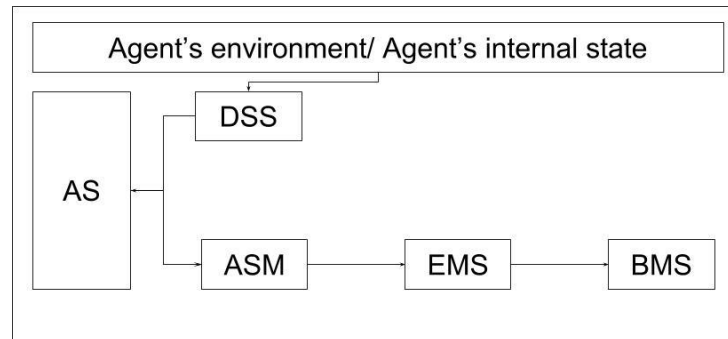 Agent’s environment/ Agent’s internal state
DSS
AS
ASM
EMS
BMS